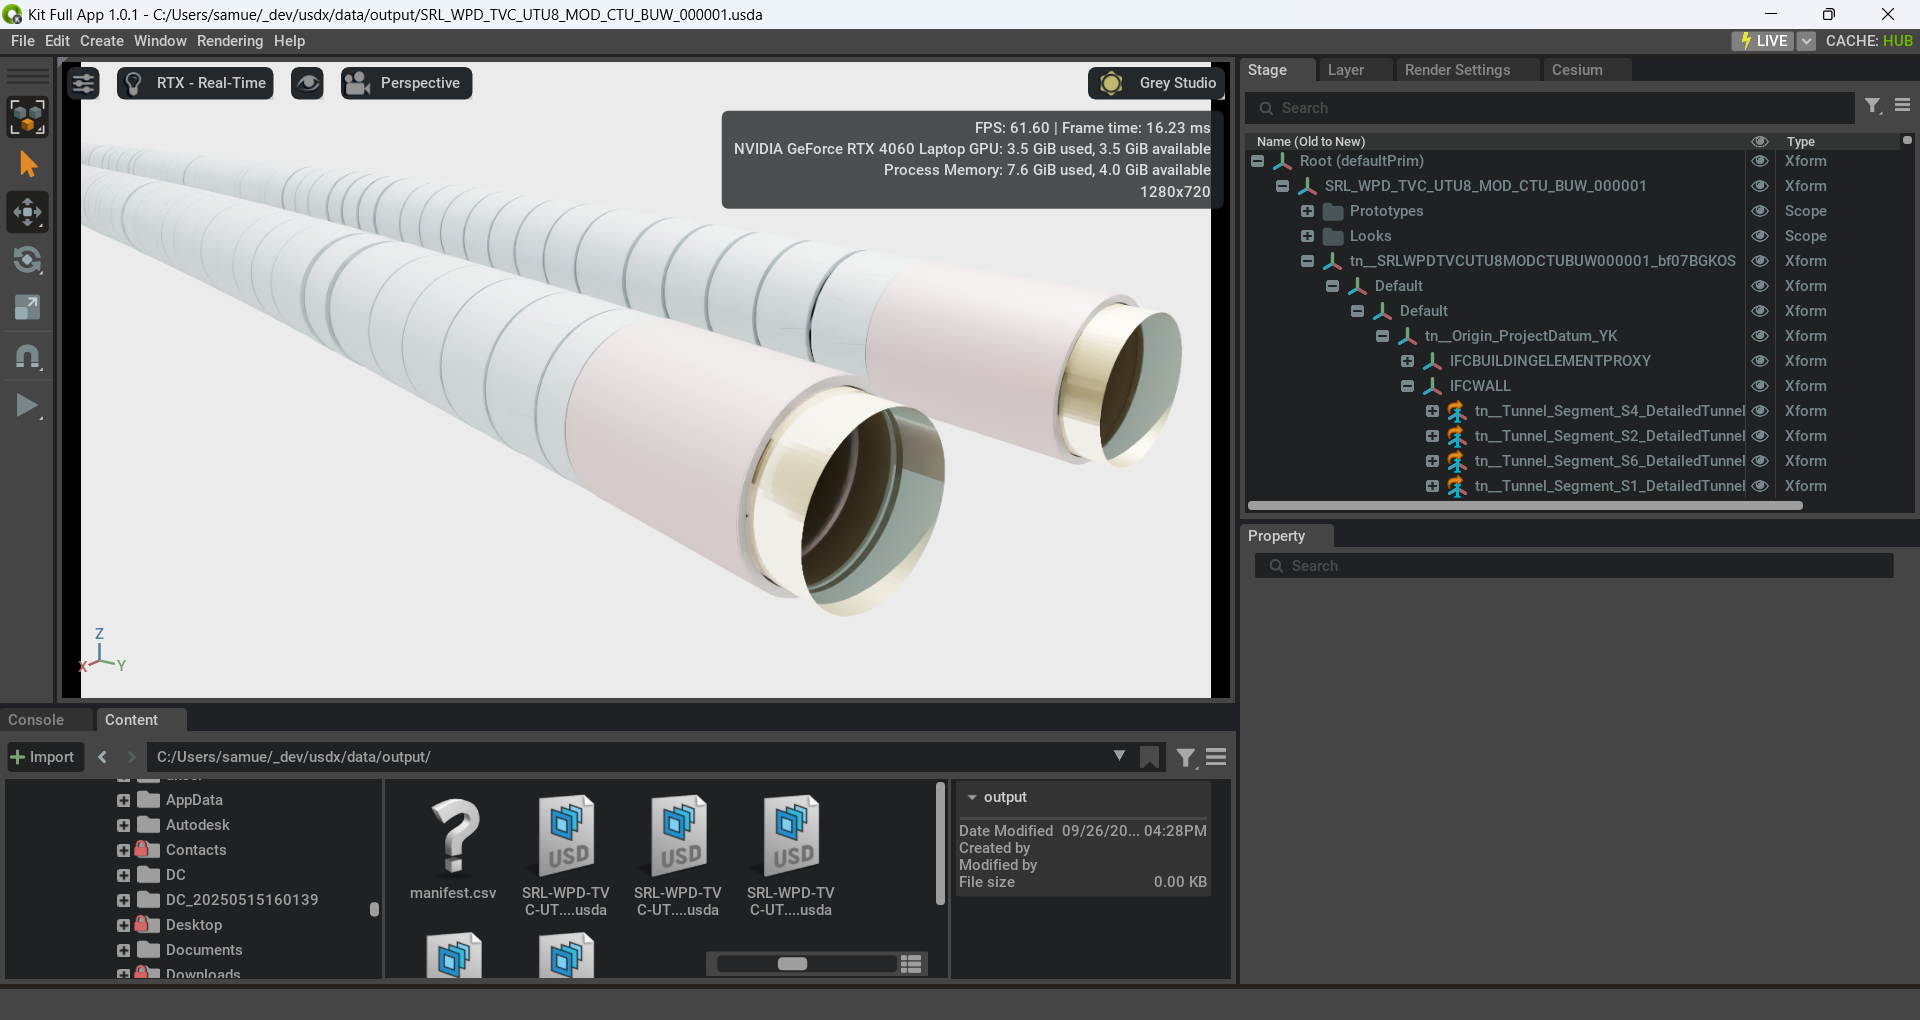 Kit Full App 1.0.1 - C:/Users/samue/_dev/usdx/data/output/SRL_WPD_TVC_UTU8_MOD_CTU_BUW_000001.usda
File Edit Create Window Rendering Help
LIVE
CACHE: HUB
RTX - Real-Time
Perspective
Grey Studio
FPS: 61.60 | Frame time: 16.23 ms
NVIDIA GeForce RTX 4060 Laptop GPU: 3.5 GiB used, 3.5 GiB available
Process Memory: 7.6 GiB used, 4.0 GiB available
1280x720
Z
X
Y
Stage
Layer
Render Settings
Cesium
Search
Name (Old to New)
Type
Root (defaultPrim)
Xform
SRL_WPD_TVC_UTU8_MOD_CTU_BUW_000001
Xform
Prototypes
Scope
Looks
Scope
tn__SRLWPDTVCUTU8MODCTUBUW000001_bf07BGKOS
Xform
Default
Xform
Default
Xform
tn__Origin_ProjectDatum_YK
Xform
IFCBUILDINGELEMENTPROXY
Xform
IFCWALL
Xform
tn__Tunnel_Segment_S4_DetailedTunnel
Xform
tn__Tunnel_Segment_S2_DetailedTunnel
Xform
tn__Tunnel_Segment_S6_DetailedTunnel
Xform
tn__Tunnel_Segment_S1_DetailedTunnel
Xform
Property
Search
Console
Content
Import
C:/Users/samue/_dev/usdx/data/output/
AppData
Autodesk
Contacts
DC
DC_20250515160139
Desktop
Documents
Downloads
USD
USD
USD
manifest.csv
SRL-WPD-TV
C-UT....usda
SRL-WPD-TV
C-UT....usda
SRL-WPD-TV
C-UT....usda
output
Date Modified 09/26/20... 04:28PM
Created by
Modified by
File size 0.00 KB